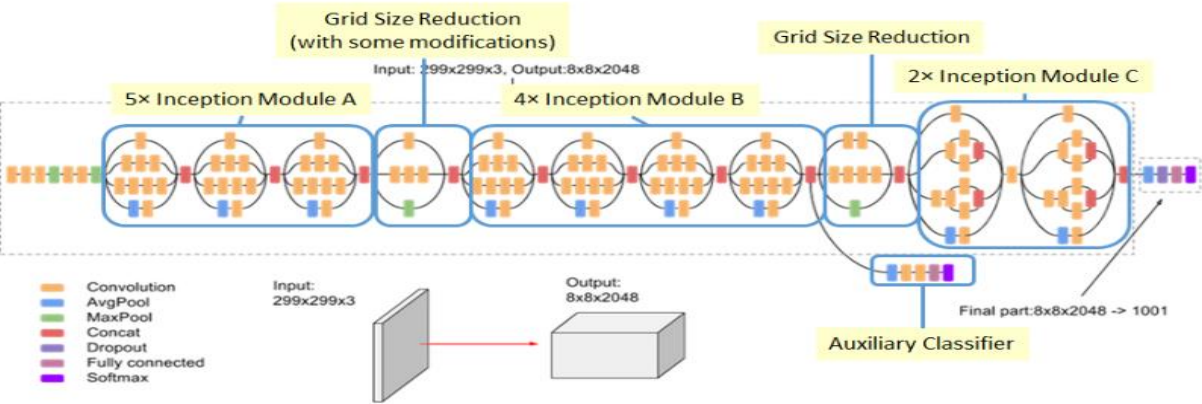 Grid Size Reduction
(with some modifications)
Grid Size Reduction
Input: 299x299x3, Output:8x8x2048
2× Inception Module C
5× Inception Module A
4× Inception Module B
Convolution
AvgPool
MaxPool
Concat
Dropout
Fully connected
Softmax
Input:
299x299x3
Output:
8x8x2048
Final part:8x8x2048 -> 1001
Auxiliary Classifier